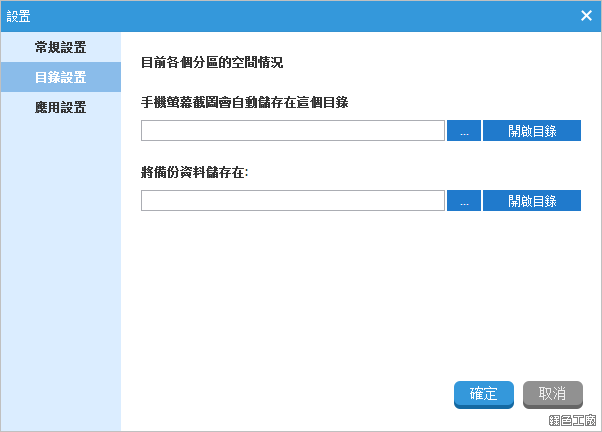 設置
常規設置
目錄設置
應用設置
目前各個分區的空間情況
手機螢幕截圖會自動儲存在這個目錄
... 開啟目錄
將備份資料儲存在:
... 開啟目錄
確定 取消
綠色工廠